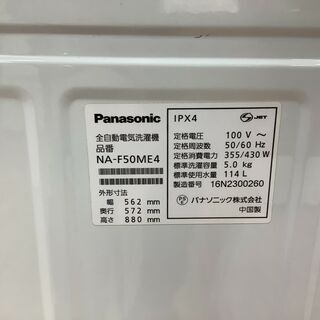 Panasonic
全自動電気洗濯機
品番
NA-F50ME4
外形寸法
幅 562 mm
奥行 572 mm
高さ 880 mm
IPX4
JET
定格電圧 100 V ～
定格周波数 50/60 Hz
定格消費電力 355/430 W
標準洗濯容量 5.0 kg
標準使用水量 114 L
製造番号 16N2300260
パナソニック株式会社
中国製